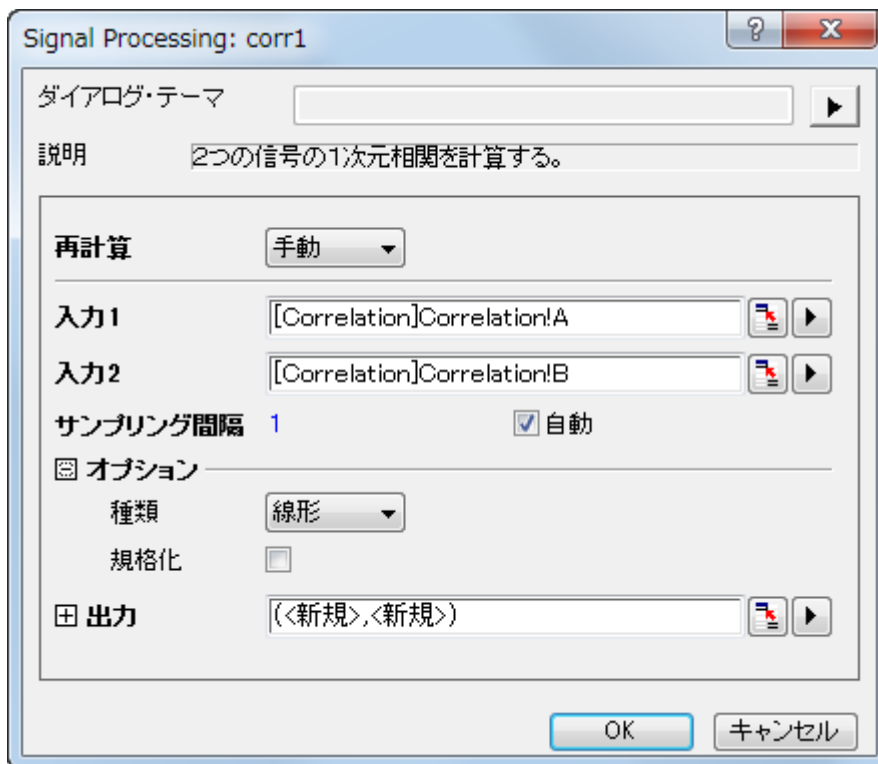 Signal Processing: corr1
ダイアログ・テーマ
説明 2つの信号の1次元相関を計算する。
再計算 手動
入力1 [Correlation]Correlation!A
入力2 [Correlation]Correlation!B
サンプリング間隔 1 自動
オプション
種類 線形
規格化
出力 (<新規>,<新規>)
OK キャンセル